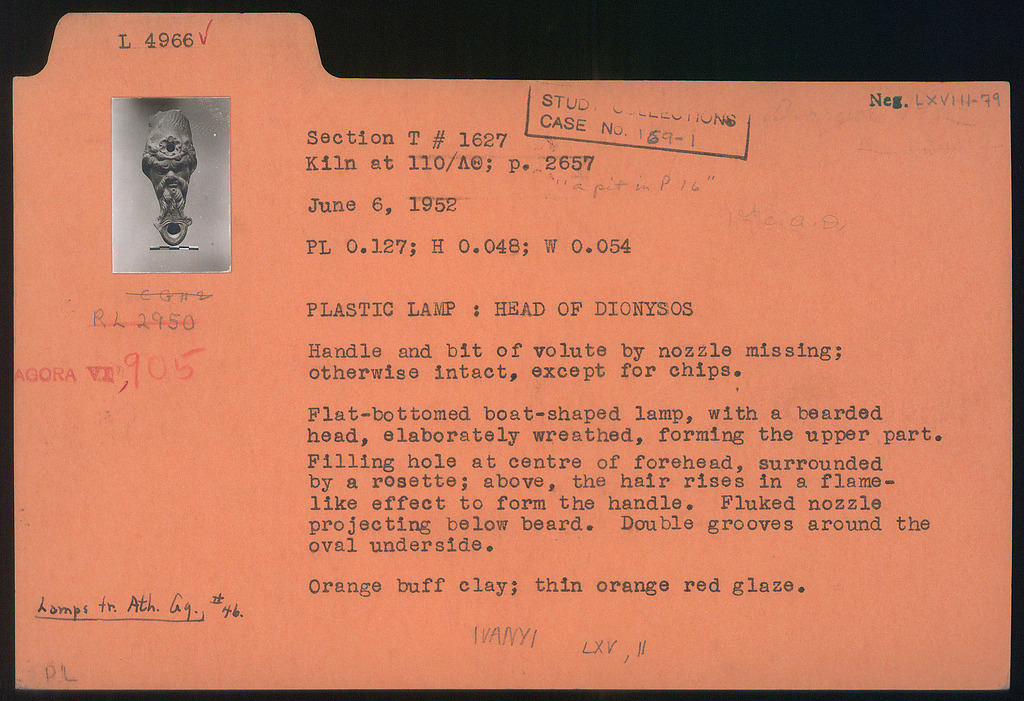 L 4966 ✓
Neg. LXVIII-79
STUD. COLLECTIONS
CASE No. 169-1
Section T # 1627
Kiln at 110/ΛΘ; p. 2657
"a pit in P 16"
June 6, 1952
PL 0.127; H 0.048; W 0.054
RL 2950
PLASTIC LAMP : HEAD OF DIONYSOS
AGORA VI, 905
Handle and bit of volute by nozzle missing;
otherwise intact, except for chips.
Flat-bottomed boat-shaped lamp, with a bearded
head, elaborately wreathed, forming the upper part.
Filling hole at centre of forehead, surrounded
by a rosette; above, the hair rises in a flame-
like effect to form the handle. Fluked nozzle
projecting below beard. Double grooves around the
oval underside.
Orange buff clay; thin orange red glaze.
Lamps fr. Ath. Ag., #46.
IVANYI
LXV, 11
PL